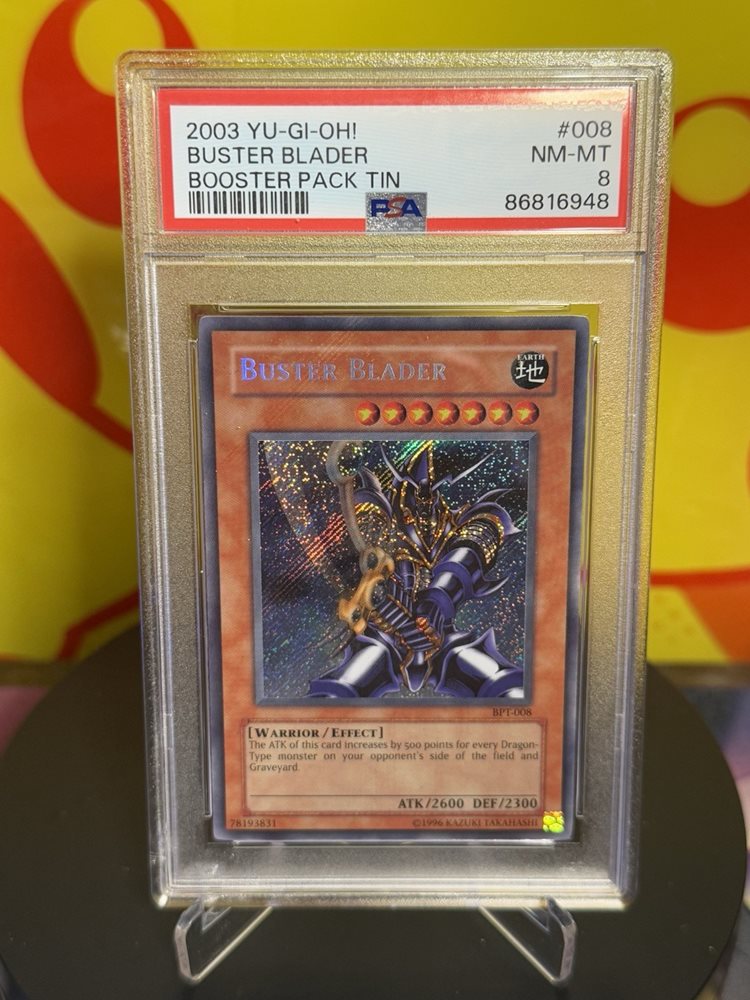 2003 YU-GI-OH! #008
BUSTER BLADER NM-MT
BOOSTER PACK TIN 8
PSA 86816948
BUSTER BLADER
EARTH
地
BPT-008
[WARRIOR/EFFECT]
The ATK of this card increases by 500 points for every Dragon-
Type monster on your opponent's side of the field and
Graveyard.
ATK/2600 DEF/2300
78193831 ©1996 KAZUKI TAKAHASHI